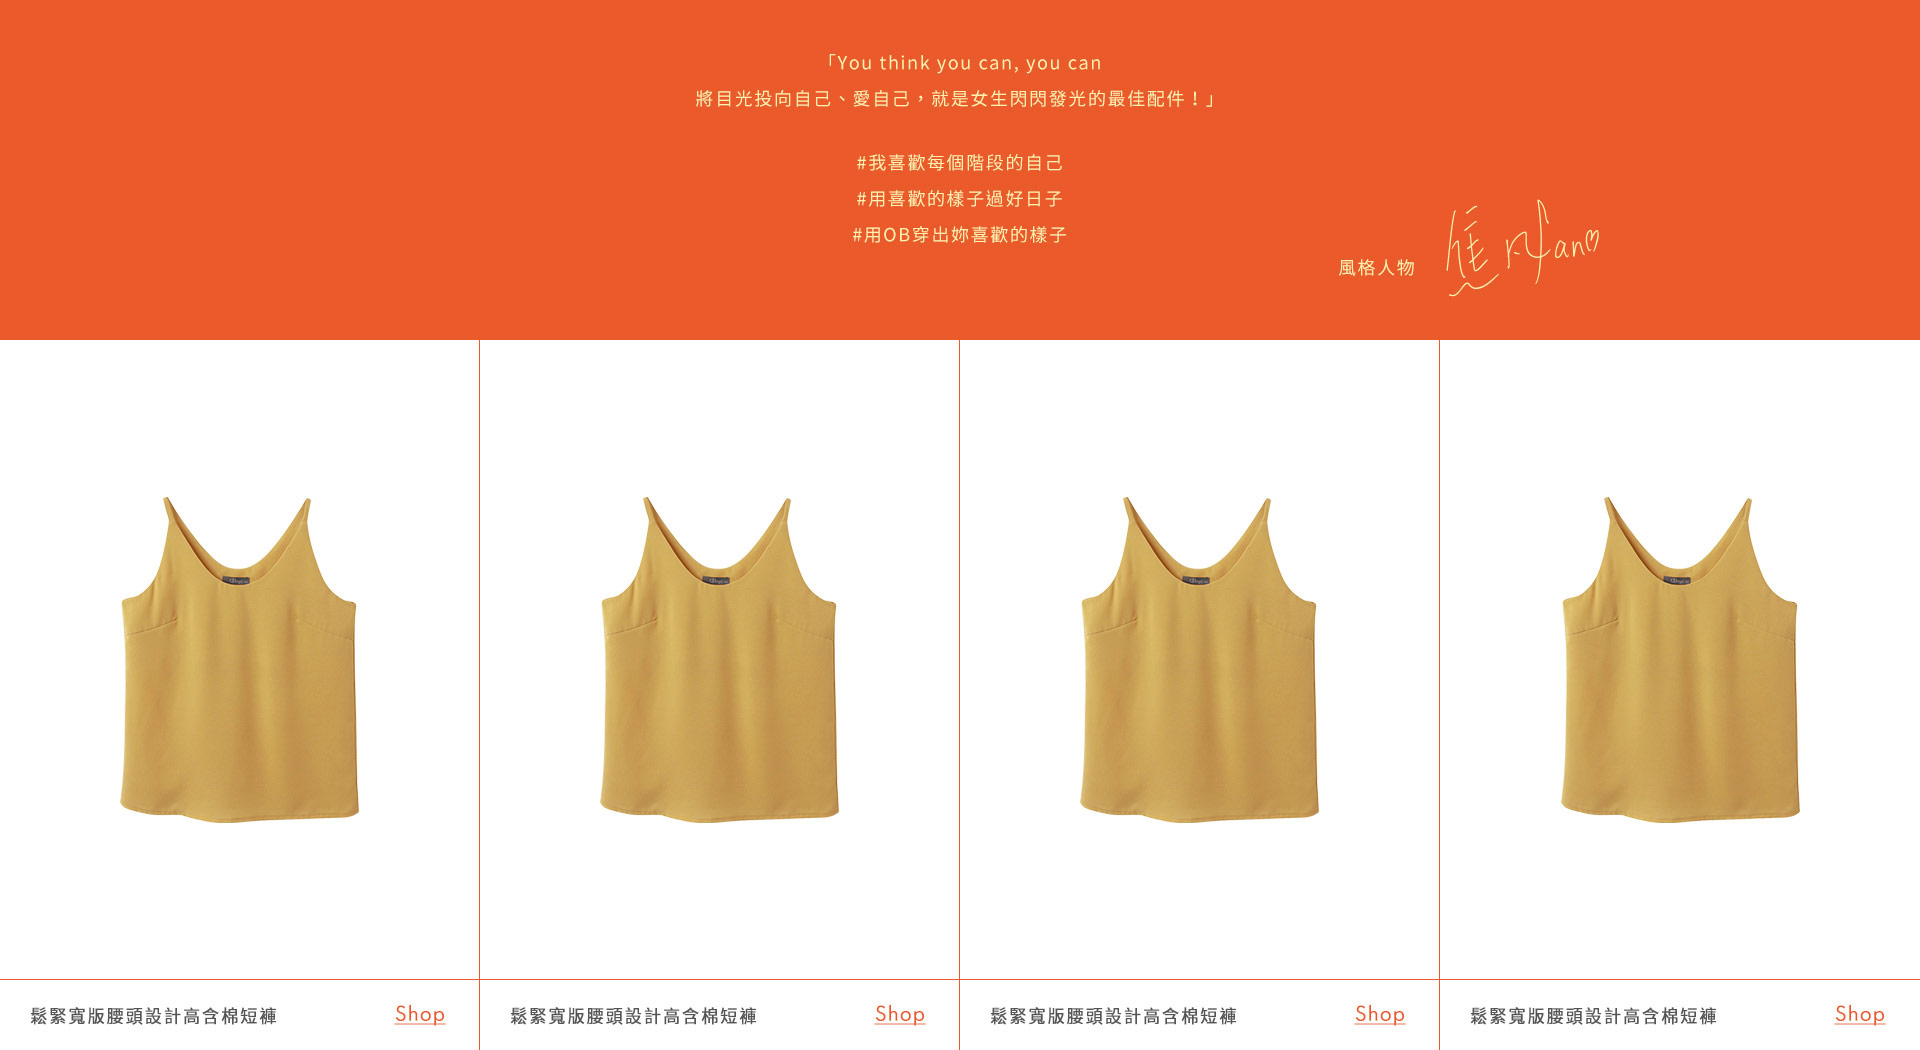 「You think you can, you can
將目光投向自己、愛自己，就是女生閃閃發光的最佳配件！」
#我喜歡每個階段的自己
#用喜歡的樣子過好日子
#用OB穿出妳喜歡的樣子
風格人物
鬆緊寬版腰頭設計高含棉短褲
Shop
鬆緊寬版腰頭設計高含棉短褲
Shop
鬆緊寬版腰頭設計高含棉短褲
Shop
鬆緊寬版腰頭設計高含棉短褲
Shop